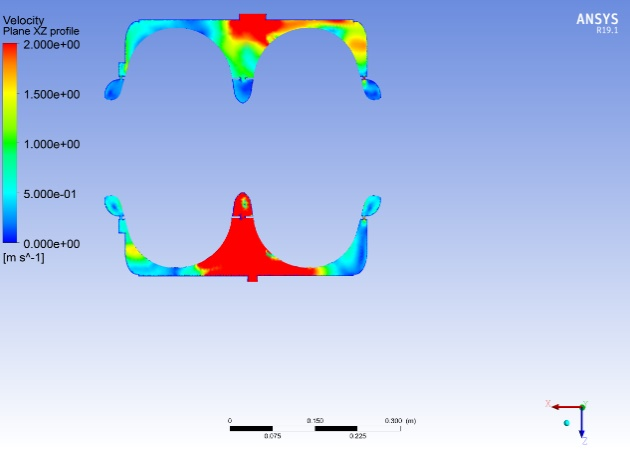 Velocity
Plane XZ profile
2.000e+00
1.500e+00
1.000e+00
5.000e-01
0.000e+00
[m s^-1]
ANSYS
R19.1
0
0.150
0.300 (m)
0.075
0.225
X
Y
Z